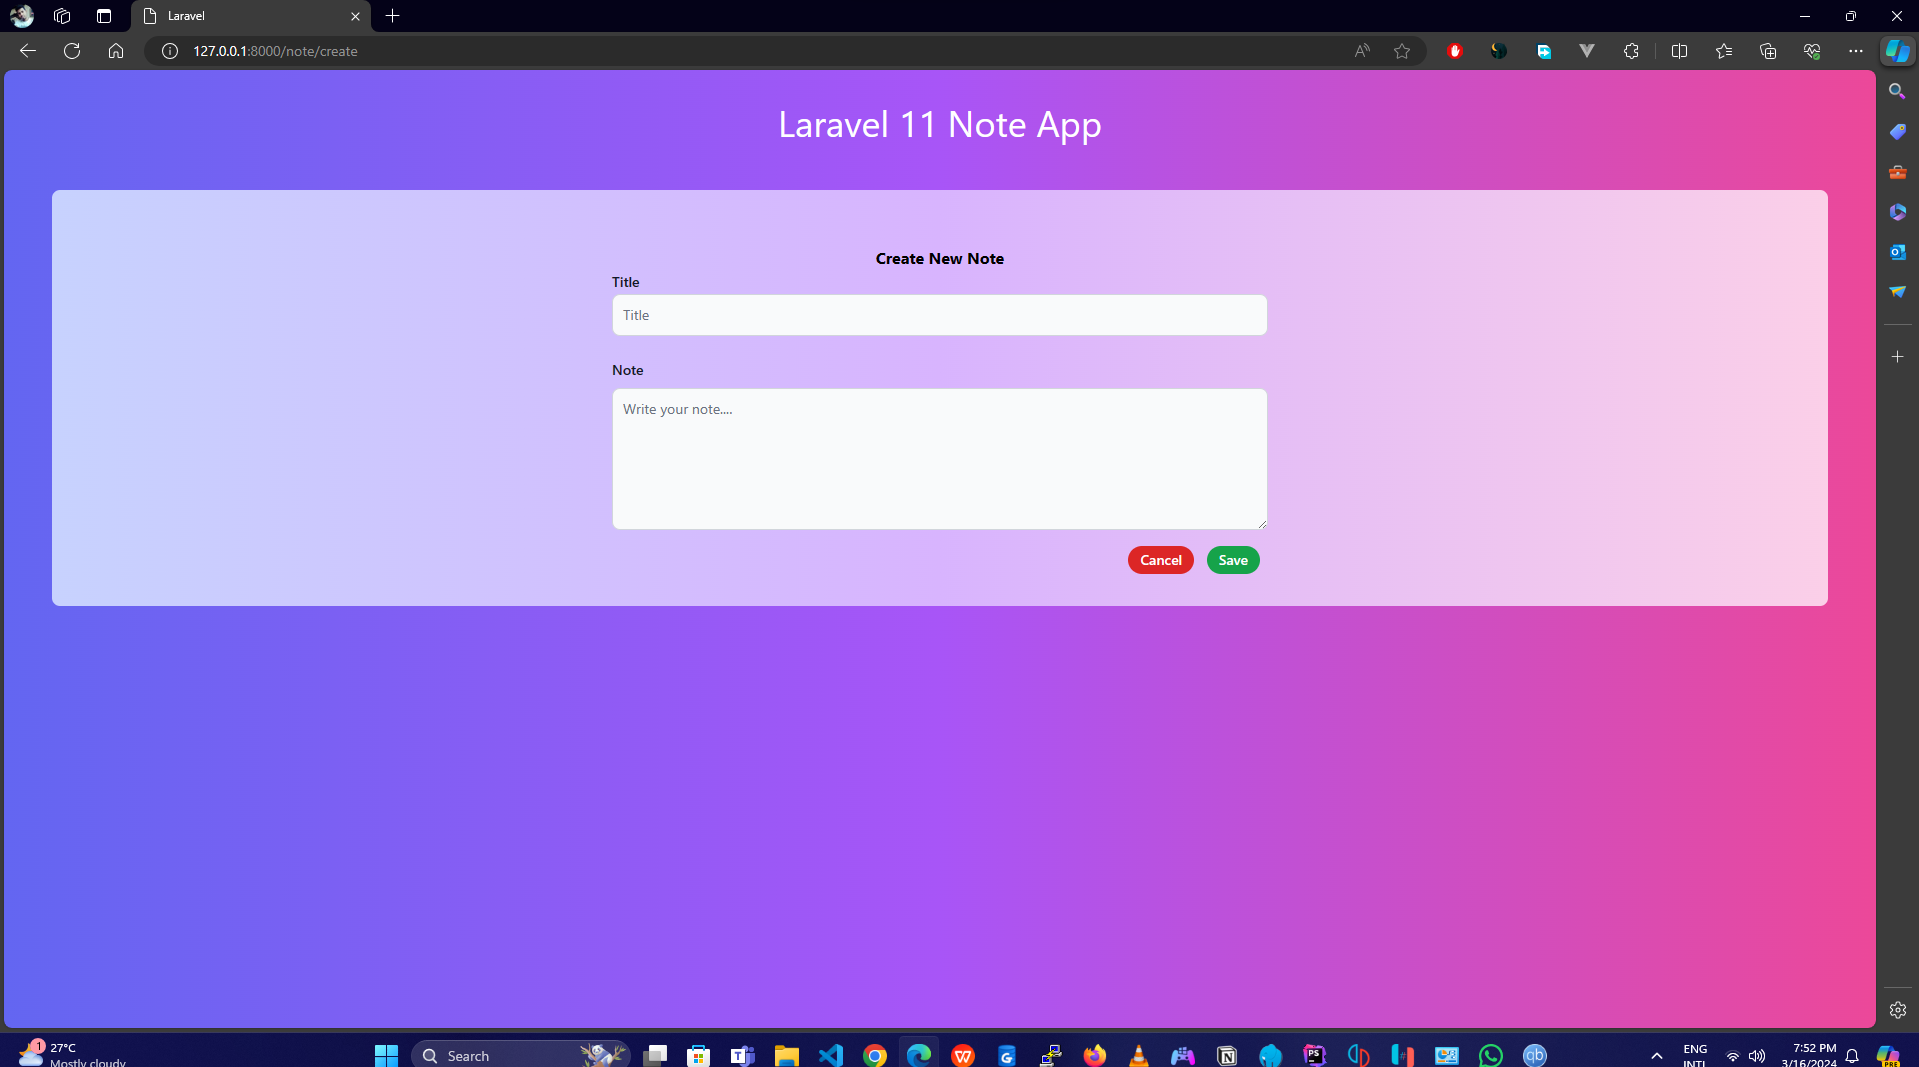 Laravel
127.0.0.1:8000/note/create
Laravel 11 Note App
Create New Note
Title
Title
Note
Write your note....
Cancel
Save
1
27°C
Mostly cloudy
Search
ENG
INTL
7:52 PM
3/16/2024